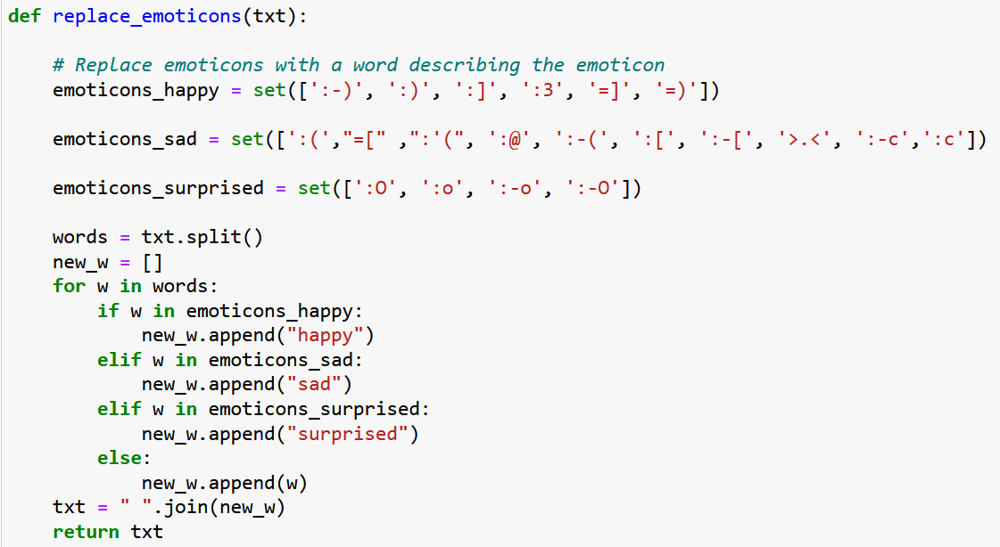 def replace_emoticons(txt):
    # Replace emoticons with a word describing the emoticon
    emoticons_happy = set([':-)', ':)', ':]', ':3', '=]', '=)'])
    emoticons_sad = set([':(',"=[" ,":'(", ':@', ':-(', ':[', ':-[', '>.<', ':-c',':c'])
    emoticons_surprised = set([':O', ':o', ':-o', ':-O'])
    words = txt.split()
    new_w = []
    for w in words:
        if w in emoticons_happy:
            new_w.append("happy")
        elif w in emoticons_sad:
            new_w.append("sad")
        elif w in emoticons_surprised:
            new_w.append("surprised")
        else:
            new_w.append(w)
    txt = " ".join(new_w)
    return txt